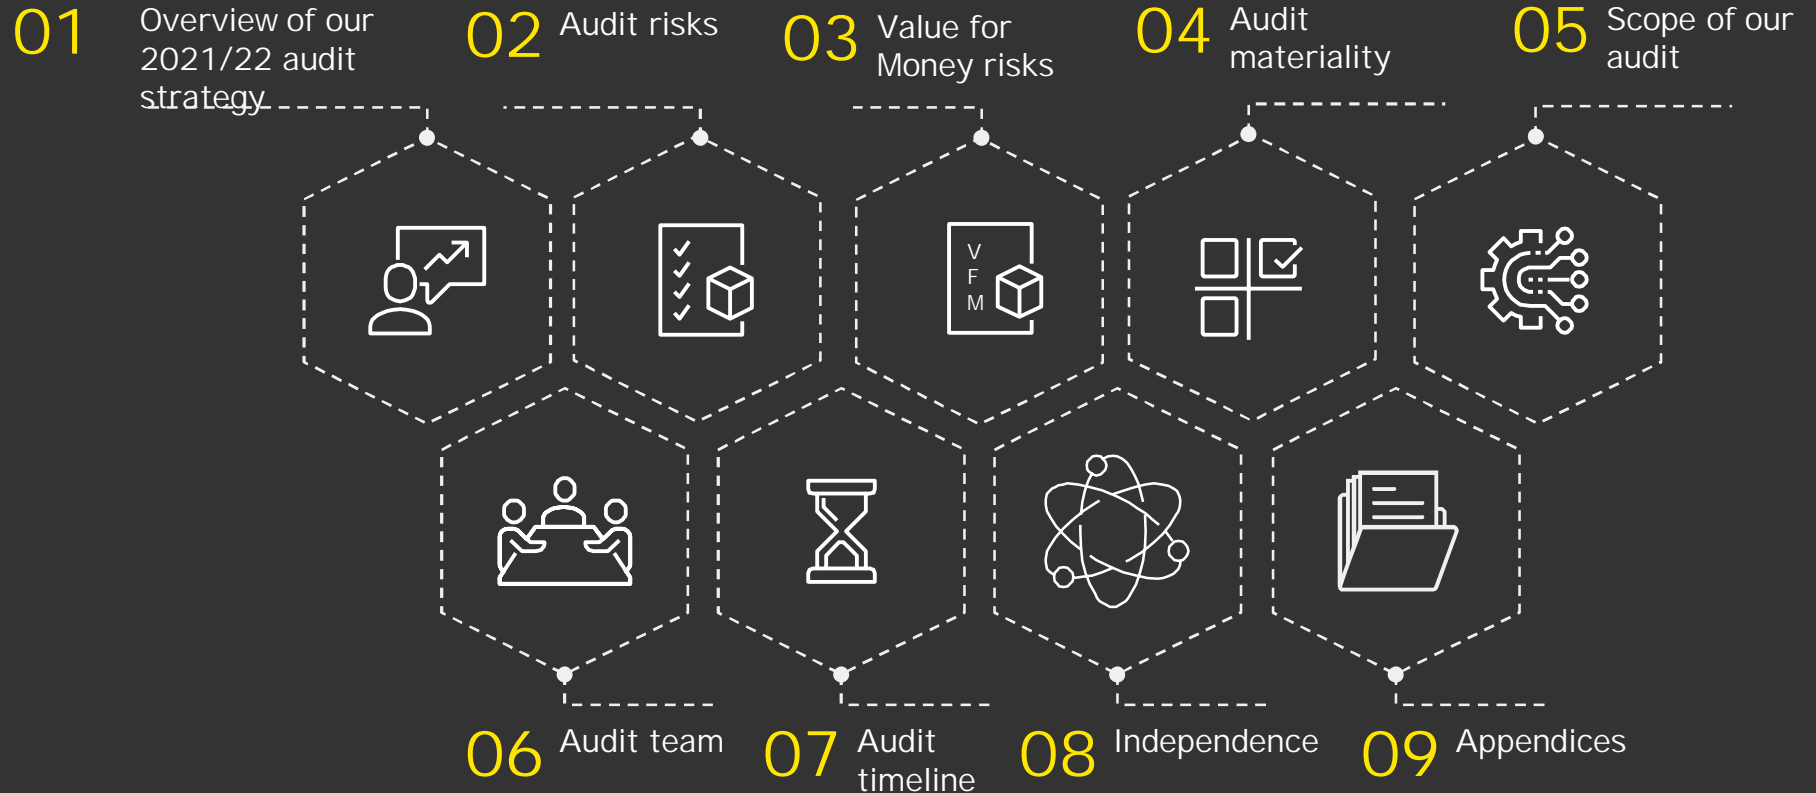 01
Overview of our
2021/22 audit
strategy
02
Audit risks
03
Value for
Money risks
04
Audit
materiality
05
Scope of our
audit
V
F
M
06
Audit team
07
Audit
timeline
08
Independence
09
Appendices